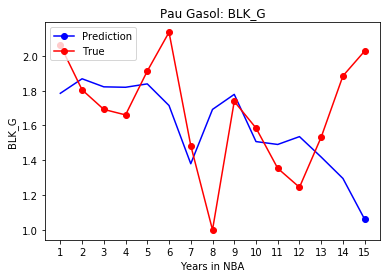 Pau Gasol: BLK_G
Prediction
True
2.0
1.8
1.6
1.4
1.2
1.0
BLK_G
1 2 3 4 5 6 7 8 9 10 11 12 13 14 15
Years in NBA